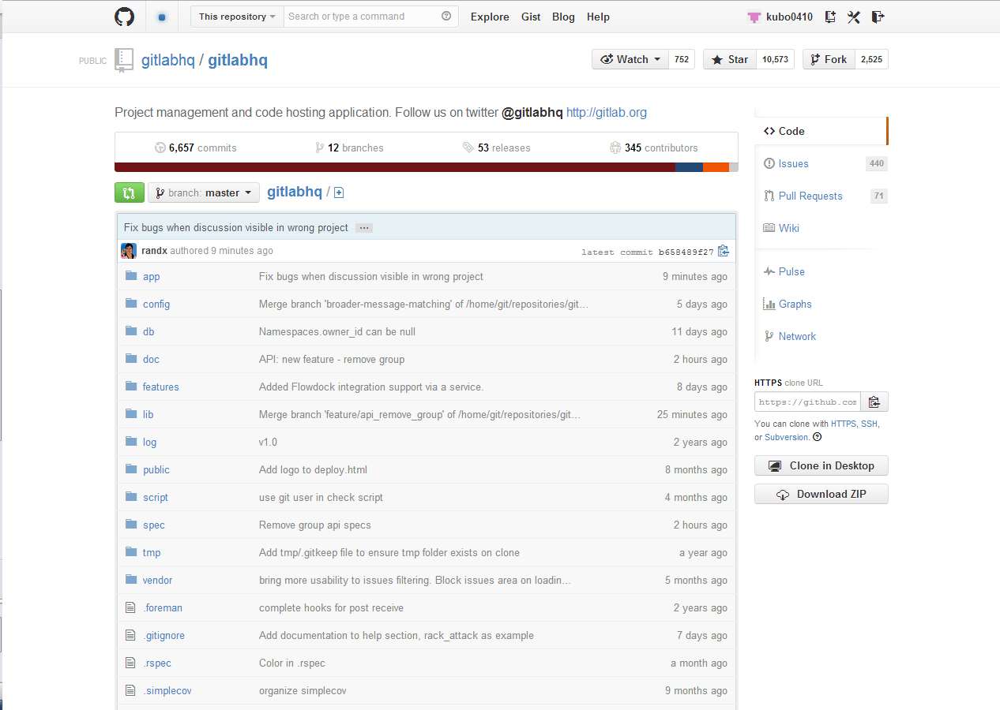 This repository Search or type a command Explore Gist Blog Help kubo0410
PUBLIC gitlabhq / gitlabhq Watch 752 Star 10,573 Fork 2,525
Project management and code hosting application. Follow us on twitter @gitlabhq http://gitlab.org
6,657 commits 12 branches 53 releases 345 contributors
branch: master gitlabhq /
Fix bugs when discussion visible in wrong project ...
randx authored 9 minutes ago latest commit b658489f27
app Fix bugs when discussion visible in wrong project 9 minutes ago
config Merge branch 'broader-message-matching' of /home/git/repositories/git… 5 days ago
db Namespaces.owner_id can be null 11 days ago
doc API: new feature - remove group 2 hours ago
features Added Flowdock integration support via a service. 8 days ago
lib Merge branch 'feature/api_remove_group' of /home/git/repositories/git… 25 minutes ago
log v1.0 2 years ago
public Add logo to deploy.html 8 months ago
script use git user in check script 4 months ago
spec Remove group api specs 2 hours ago
tmp Add tmp/.gitkeep file to ensure tmp folder exists on clone a year ago
vendor bring more usability to issues filtering. Block issues area on loadin… 5 months ago
.foreman complete hooks for post receive 2 years ago
.gitignore Add documentation to help section, rack_attack as example 7 days ago
.rspec Color in .rspec a month ago
.simplecov organize simplecov 9 months ago
Code
Issues 440
Pull Requests 71
Wiki
Pulse
Graphs
Network
HTTPS clone URL
https://github.com
You can clone with HTTPS, SSH,
or Subversion.
Clone in Desktop
Download ZIP